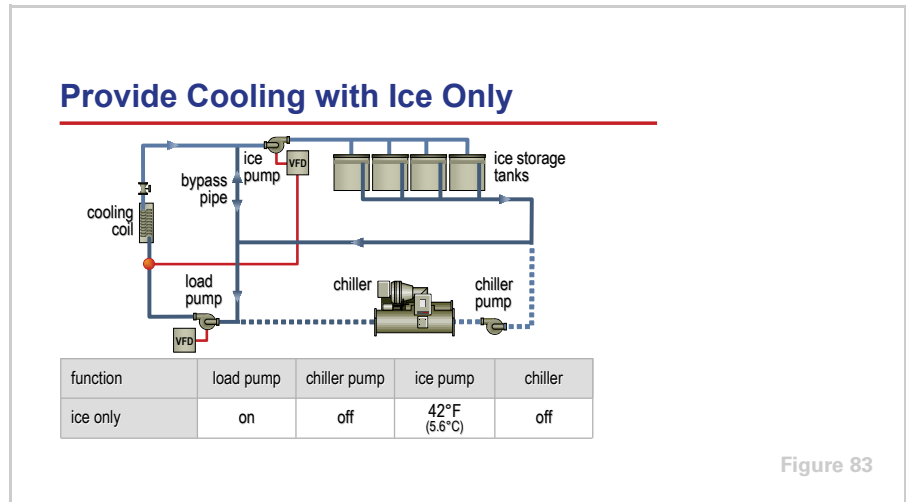 Provide Cooling with Ice Only
ice
pump
VFD
ice storage
tanks
bypass
pipe
cooling
coil
load
pump
chiller
chiller
pump
VFD
function load pump chiller pump ice pump chiller
ice only on off 42°F off
(5.6°C)
Figure 83